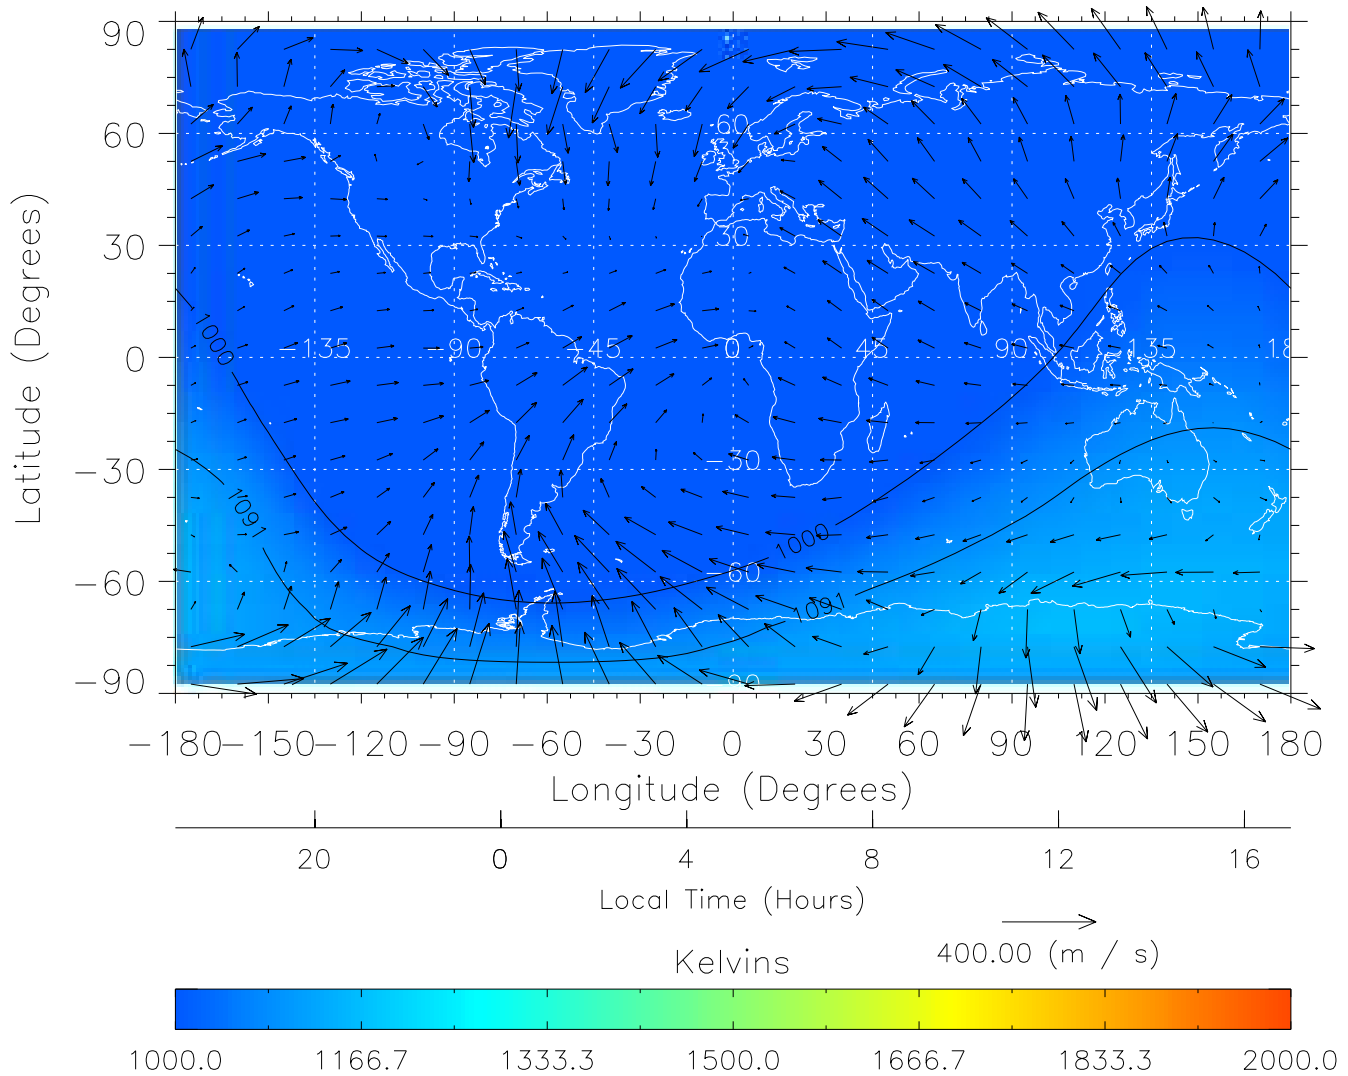 90
60
30
0
−30
−60
−90
Latitude (Degrees)
60
30
−135 −90 −45 0 45 90 135 18
−30
−60
−90
1000
1091
1000
1091
−180 −150 −120 −90 −60 −30 0 30 60 90 120 150 180
Longitude (Degrees)
20 0 4 8 12 16
Local Time (Hours)
400.00 (m / s)
Kelvins
1000.0 1166.7 1333.3 1500.0 1666.7 1833.3 2000.0